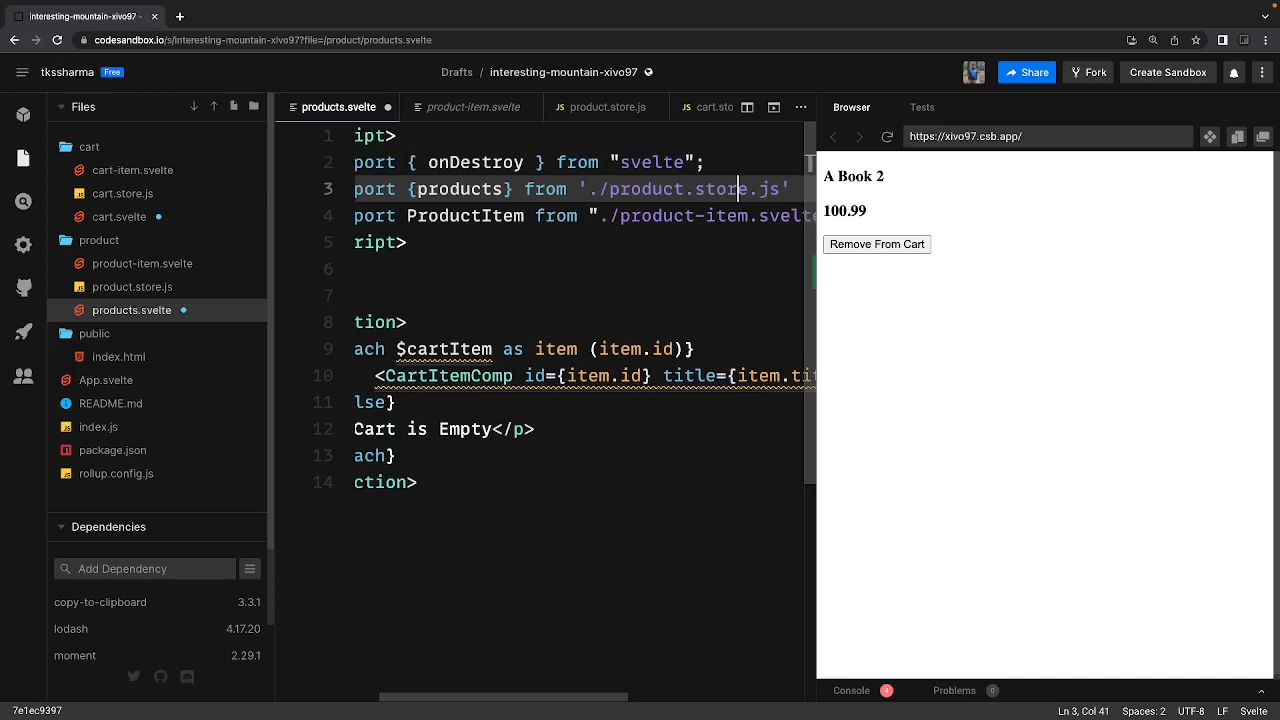 interesting-mountain-xivo97
codesandbox.io/s/interesting-mountain-xivo97?file=/product/products.svelte
tkssharma Free
Drafts / interesting-mountain-xivo97
Share
Fork
Create Sandbox
Files
cart
cart-item.svelte
cart.store.js
cart.svelte
product
product-item.svelte
product.store.js
products.svelte
public
index.html
App.svelte
README.md
index.js
package.json
rollup.config.js
Dependencies
Add Dependency
copy-to-clipboard 3.3.1
lodash 4.17.20
moment 2.29.1
products.svelte
product-item.svelte
JS product.store.js
JS cart.sto
1 ipt>
2 port { onDestroy } from "svelte";
3 port {products} from './product.store.js'
4 port ProductItem from "./product-item.svelte
5 ript>
6
7
8 tion>
9 ach $cartItem as item (item.id)}
10 <CartItemComp id={item.id} title={item.tit
11 lse}
12 Cart is Empty</p>
13 ach}
14 ction>
Browser
Tests
https://xivo97.csb.app/
A Book 2
100.99
Remove From Cart
Console 4
Problems 0
7e1ec9397
Ln 3, Col 41
Spaces: 2
UTF-8
LF
Svelte